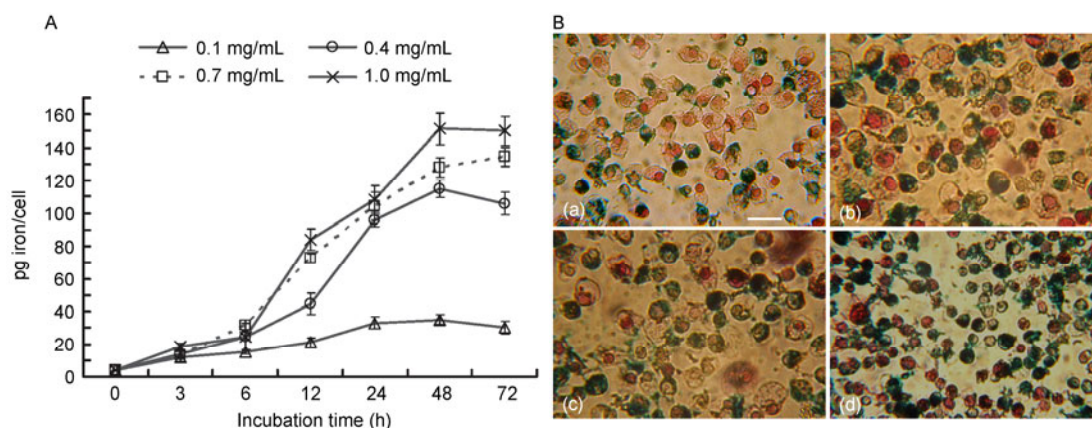 A
0.1 mg/mL 0.4 mg/mL
0.7 mg/mL 1.0 mg/mL
160
140
120
100
80
60
40
20
0
pg iron/cell
0 3 6 12 24 48 72
Incubation time (h)
B
(a)
(b)
(c)
(d)